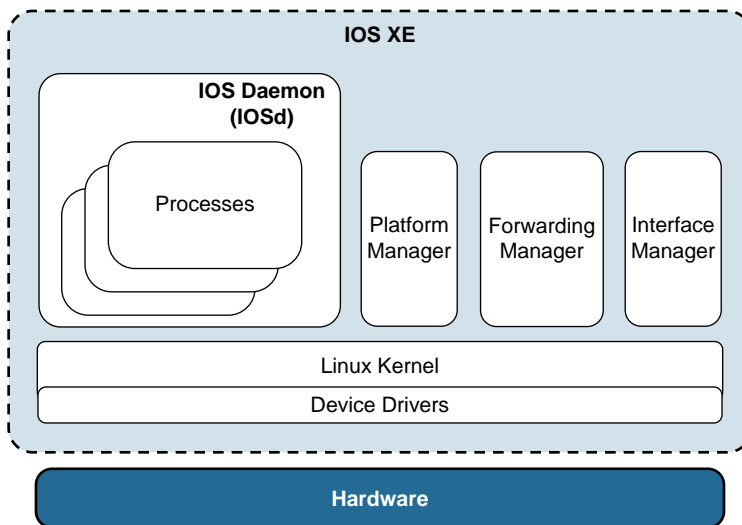 IOS XE
IOS Daemon
(IOSd)
Processes
Platform
Manager
Forwarding
Manager
Interface
Manager
Linux Kernel
Device Drivers
Hardware